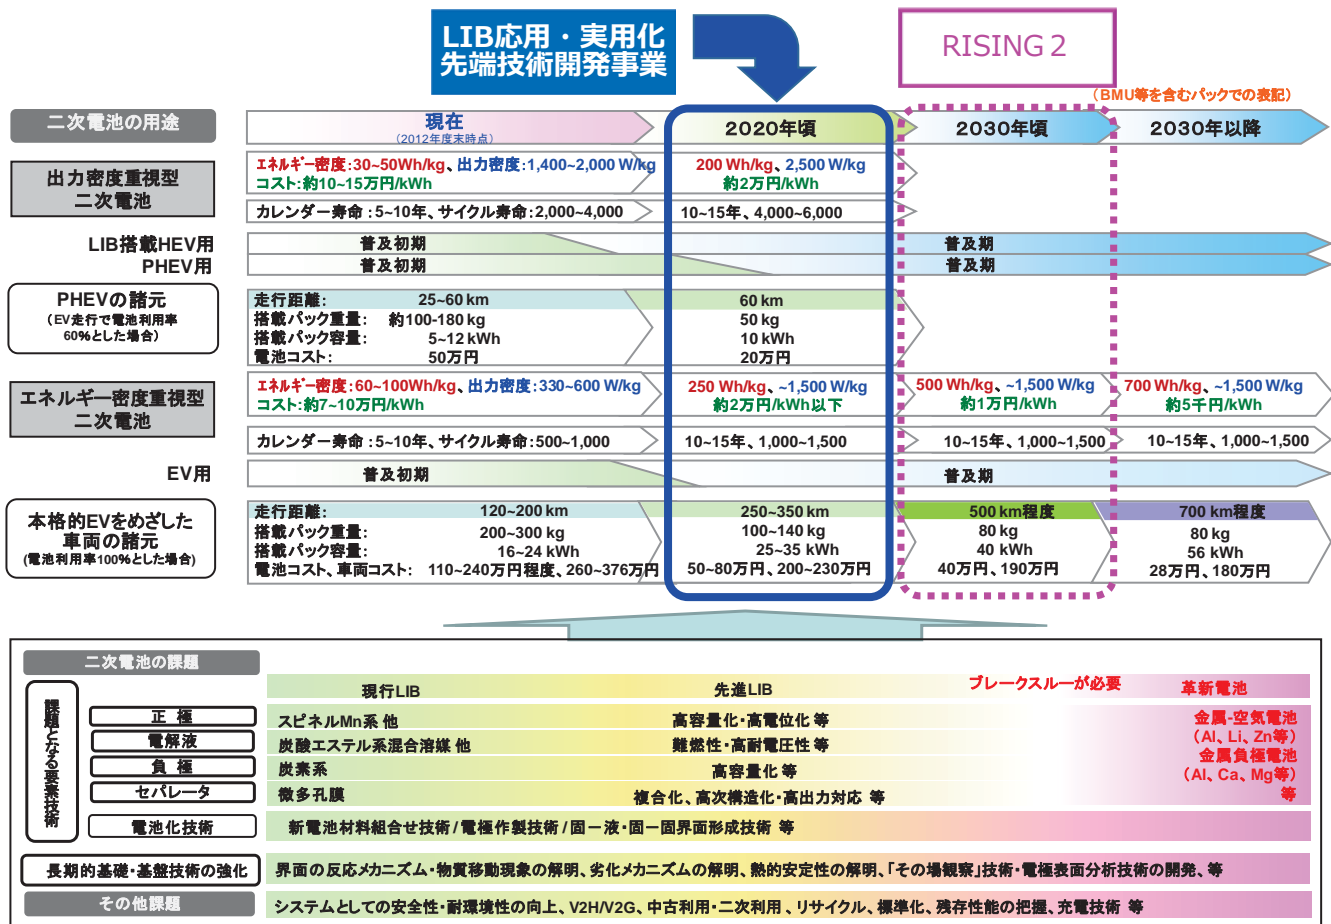 LIB応用・実用化
先端技術開発事業
RISING 2
（BMU等を含むパックでの表記）
二次電池の用途
現在
（2012年度末時点）
2020年頃
2030年頃
2030年以降
出力密度重視型
二次電池
エネルギー密度：30~50Wh/kg、出力密度：1,400~2,000 W/kg
コスト：約10~15万円/kWh
200 Wh/kg、2,500 W/kg
約2万円/kWh
カレンダー寿命：5~10年、サイクル寿命：2,000~4,000
10~15年、4,000~6,000
LIB搭載HEV用
普及初期
普及期
PHEV用
普及初期
普及期
PHEVの諸元
（EV走行で電池利用率
60%とした場合）
走行距離： 25~60 km
搭載パック重量： 約100-180 kg
搭載パック容量： 5~12 kWh
電池コスト： 50万円
60 km
50 kg
10 kWh
20万円
エネルギー密度重視型
二次電池
エネルギー密度：60~100Wh/kg、出力密度：330~600 W/kg
コスト：約7~10万円/kWh
250 Wh/kg、~1,500 W/kg
約2万円/kWh以下
500 Wh/kg、~1,500 W/kg
約1万円/kWh
700 Wh/kg、~1,500 W/kg
約5千円/kWh
カレンダー寿命：5~10年、サイクル寿命：500~1,000
10~15年、1,000~1,500
10~15年、1,000~1,500
10~15年、1,000~1,500
EV用
普及初期
普及期
本格的EVをめざした
車両の諸元
（電池利用率100%とした場合）
走行距離： 120~200 km
搭載パック重量： 200~300 kg
搭載パック容量： 16~24 kWh
電池コスト、車両コスト： 110~240万円程度、260~376万円
250~350 km
100~140 kg
25~35 kWh
50~80万円、200~230万円
500 km程度
80 kg
40 kWh
40万円、190万円
700 km程度
80 kg
56 kWh
28万円、180万円
二次電池の課題
現行LIB
先進LIB
ブレークスルーが必要
革新電池
課題となる要素技術
正 極
スピネルMn系 他
高容量化・高電位化 等
電解液
炭酸エステル系混合溶媒 他
難燃性・高耐電圧性 等
負 極
炭素系
高容量化 等
セパレータ
微多孔膜
複合化、高次構造化・高出力対応 等
金属-空気電池
（Al、Li、Zn等）
金属負極電池
（Al、Ca、Mg等）
等
電池化技術
新電池材料組合せ技術/電極作製技術/固ー液・固ー固界面形成技術 等
長期的基礎・基盤技術の強化
界面の反応メカニズム・物質移動現象の解明、劣化メカニズムの解明、熱的安定性の解明、「その場観察」技術・電極表面分析技術の開発、等
その他課題
システムとしての安全性・耐環境性の向上、V2H/V2G、中古利用・二次利用、リサイクル、標準化、残存性能の把握、充電技術 等